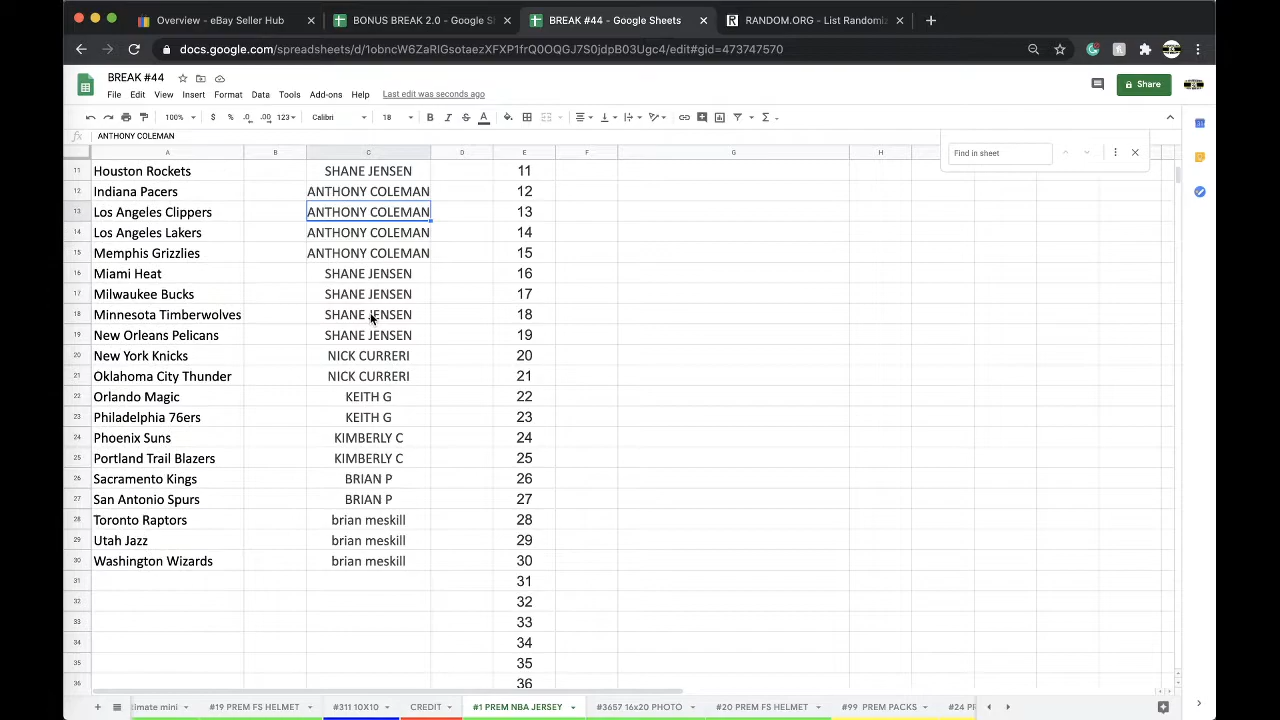 Overview - eBay Seller Hub
BONUS BREAK 2.0 - Google S
BREAK #44 - Google Sheets
RANDOM.ORG - List Randomiz
docs.google.com/spreadsheets/d/1obncW6ZaRIGsotaezXFXP1frQ0OQGJ7S0jdpB03Ugc4/edit#gid=473747570
BREAK #44
File Edit View Insert Format Data Tools Add-ons Help Last edit was seconds ago
Share
100% $ % .0 .00 123 Calibri 18 B I S A
fx ANTHONY COLEMAN
Find in sheet
A B C D E F G H
11 Houston Rockets SHANE JENSEN 11
12 Indiana Pacers ANTHONY COLEMAN 12
13 Los Angeles Clippers ANTHONY COLEMAN 13
14 Los Angeles Lakers ANTHONY COLEMAN 14
15 Memphis Grizzlies ANTHONY COLEMAN 15
16 Miami Heat SHANE JENSEN 16
17 Milwaukee Bucks SHANE JENSEN 17
18 Minnesota Timberwolves SHANE JENSEN 18
19 New Orleans Pelicans SHANE JENSEN 19
20 New York Knicks NICK CURRERI 20
21 Oklahoma City Thunder NICK CURRERI 21
22 Orlando Magic KEITH G 22
23 Philadelphia 76ers KEITH G 23
24 Phoenix Suns KIMBERLY C 24
25 Portland Trail Blazers KIMBERLY C 25
26 Sacramento Kings BRIAN P 26
27 San Antonio Spurs BRIAN P 27
28 Toronto Raptors brian meskill 28
29 Utah Jazz brian meskill 29
30 Washington Wizards brian meskill 30
31 31
32 32
33 33
34 34
35 35
36 36
timate mini #19 PREM FS HELMET #311 10X10 CREDIT #1 PREM NBA JERSEY #3657 16x20 PHOTO #20 PREM FS HELMET #99 PREM PACKS #24 PR